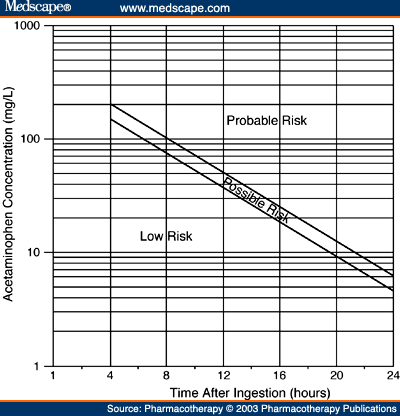 Medscape® www.medscape.com
1000
100
10
1
Acetaminophen Concentration (mg/L)
Probable Risk
Possible Risk
Low Risk
1 4 8 12 16 20 24
Time After Ingestion (hours)
Source: Pharmacotherapy © 2003 Pharmacotherapy Publications